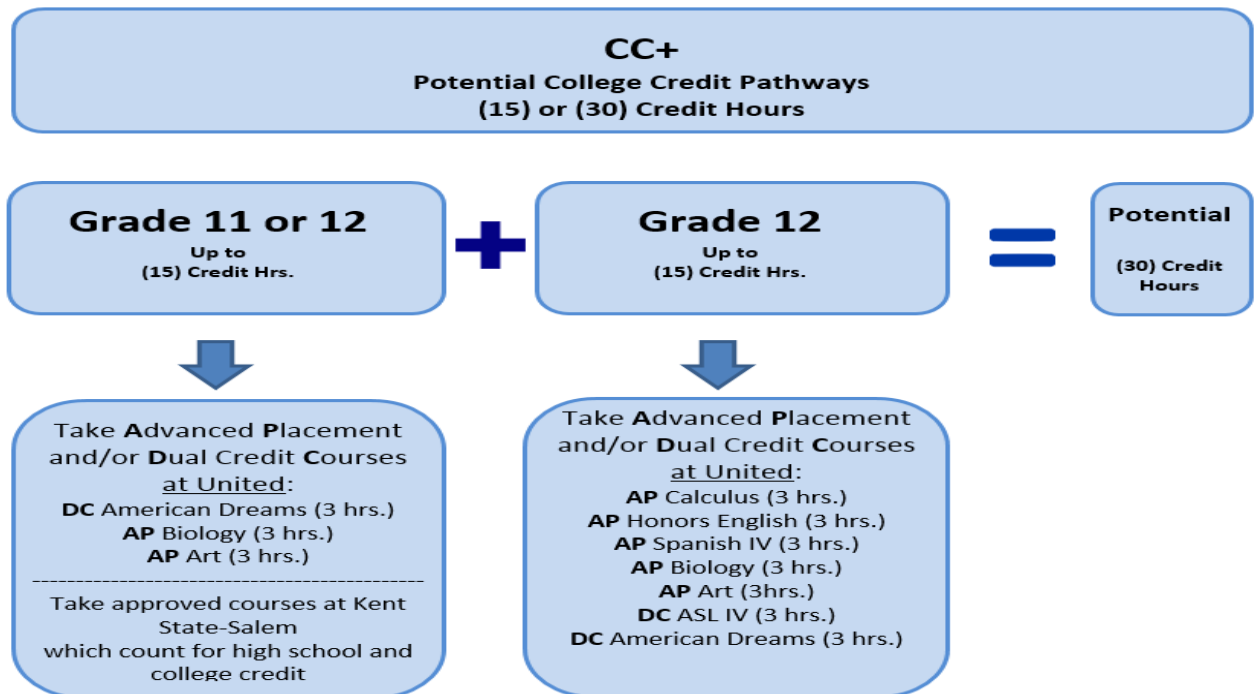 CC+
Potential College Credit Pathways
(15) or (30) Credit Hours
Grade 11 or 12
Up to
(15) Credit Hrs.
+
Grade 12
Up to
(15) Credit Hrs.
=
Potential
(30) Credit
Hours
Take Advanced Placement
and/or Dual Credit Courses
at United:
DC American Dreams (3 hrs.)
AP Biology (3 hrs.)
AP Art (3 hrs.)
--------------------------------------------
Take approved courses at Kent
State-Salem
which count for high school and
college credit
Take Advanced Placement
and/or Dual Credit Courses
at United:
AP Calculus (3 hrs.)
AP Honors English (3 hrs.)
AP Spanish IV (3 hrs.)
AP Biology (3 hrs.)
AP Art (3hrs.)
DC ASL IV (3 hrs.)
DC American Dreams (3 hrs.)